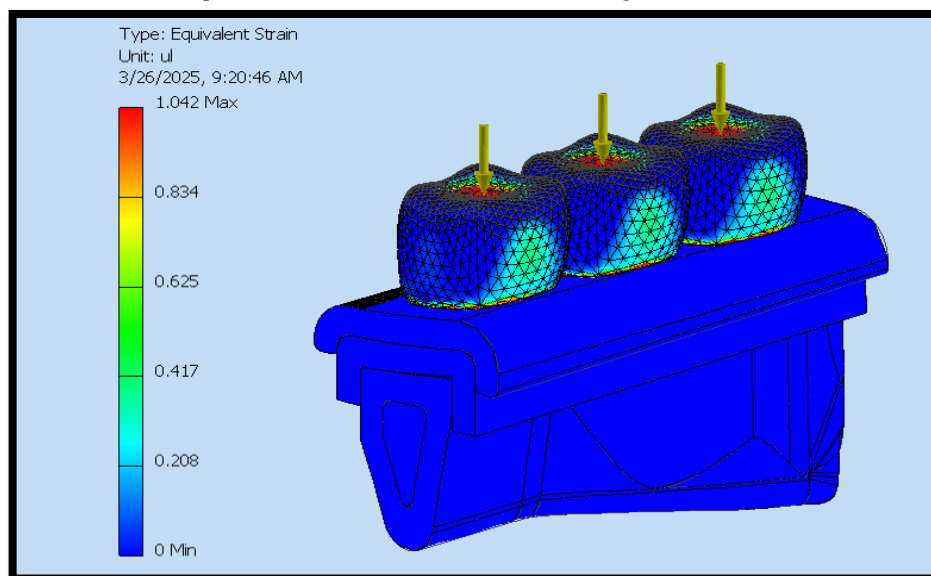 Type: Equivalent Strain
Unit: ul
3/26/2025, 9:20:46 AM
1.042 Max
0.834
0.625
0.417
0.208
0 Min